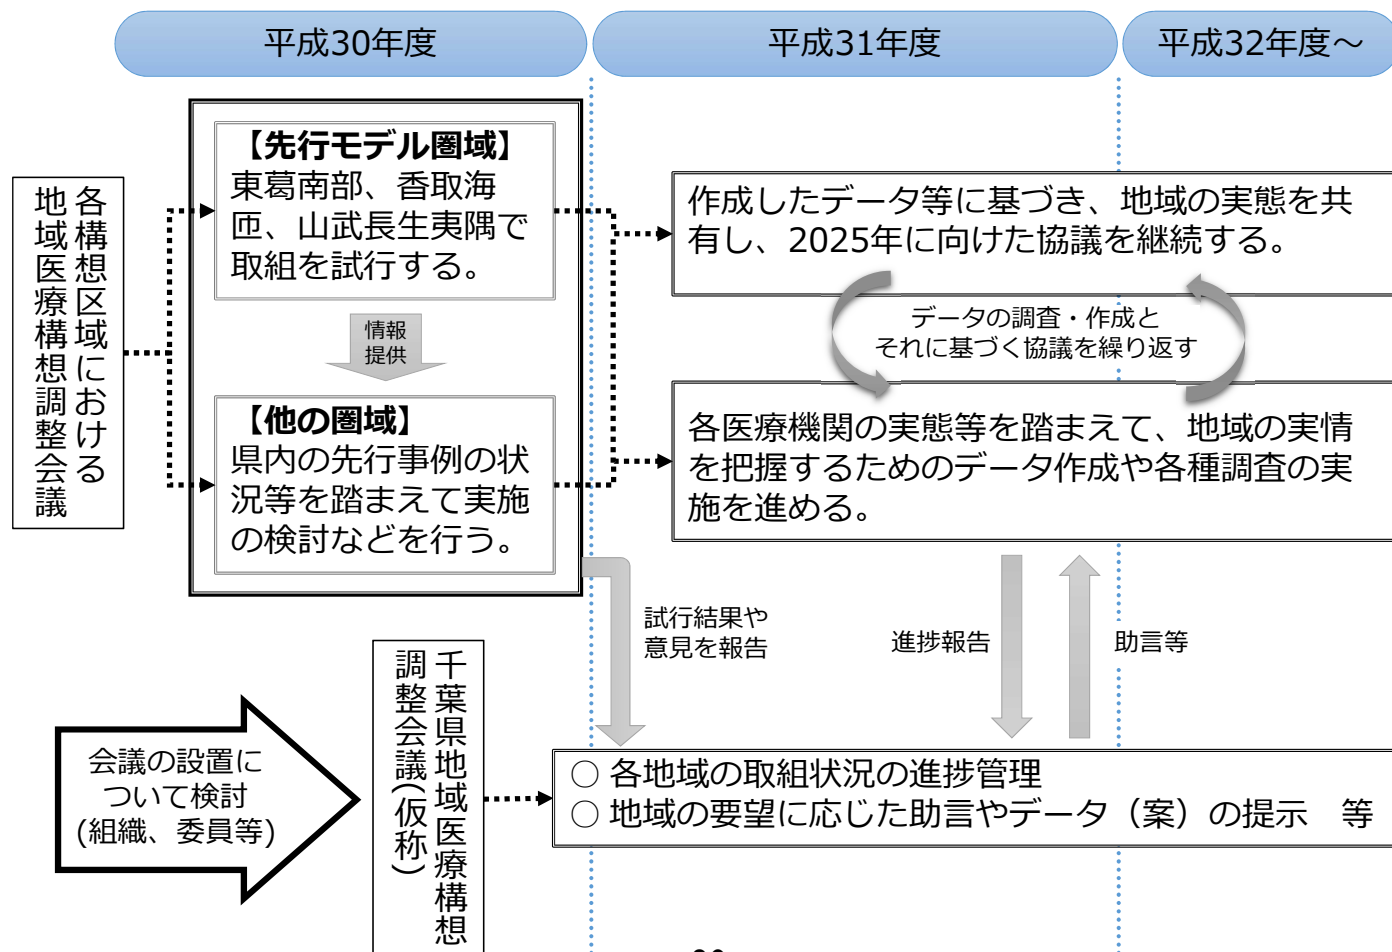 平成30年度
平成31年度
平成32年度～
各構想区域における
地域医療構想調整会議
【先行モデル圏域】
東葛南部、香取海
匝、山武長生夷隅で
取組を試行する。
情報
提供
【他の圏域】
県内の先行事例の状
況等を踏まえて実施
の検討などを行う。
作成したデータ等に基づき、地域の実態を共
有し、2025年に向けた協議を継続する。
データの調査・作成と
それに基づく協議を繰り返す
各医療機関の実態等を踏まえて、地域の実情
を把握するためのデータ作成や各種調査の実
施を進める。
試行結果や
意見を報告
進捗報告
助言等
会議の設置に
ついて検討
(組織、委員等)
千葉県地域医療構想
調整会議(仮称)
○ 各地域の取組状況の進捗管理
○ 地域の要望に応じた助言やデータ（案）の提示　等